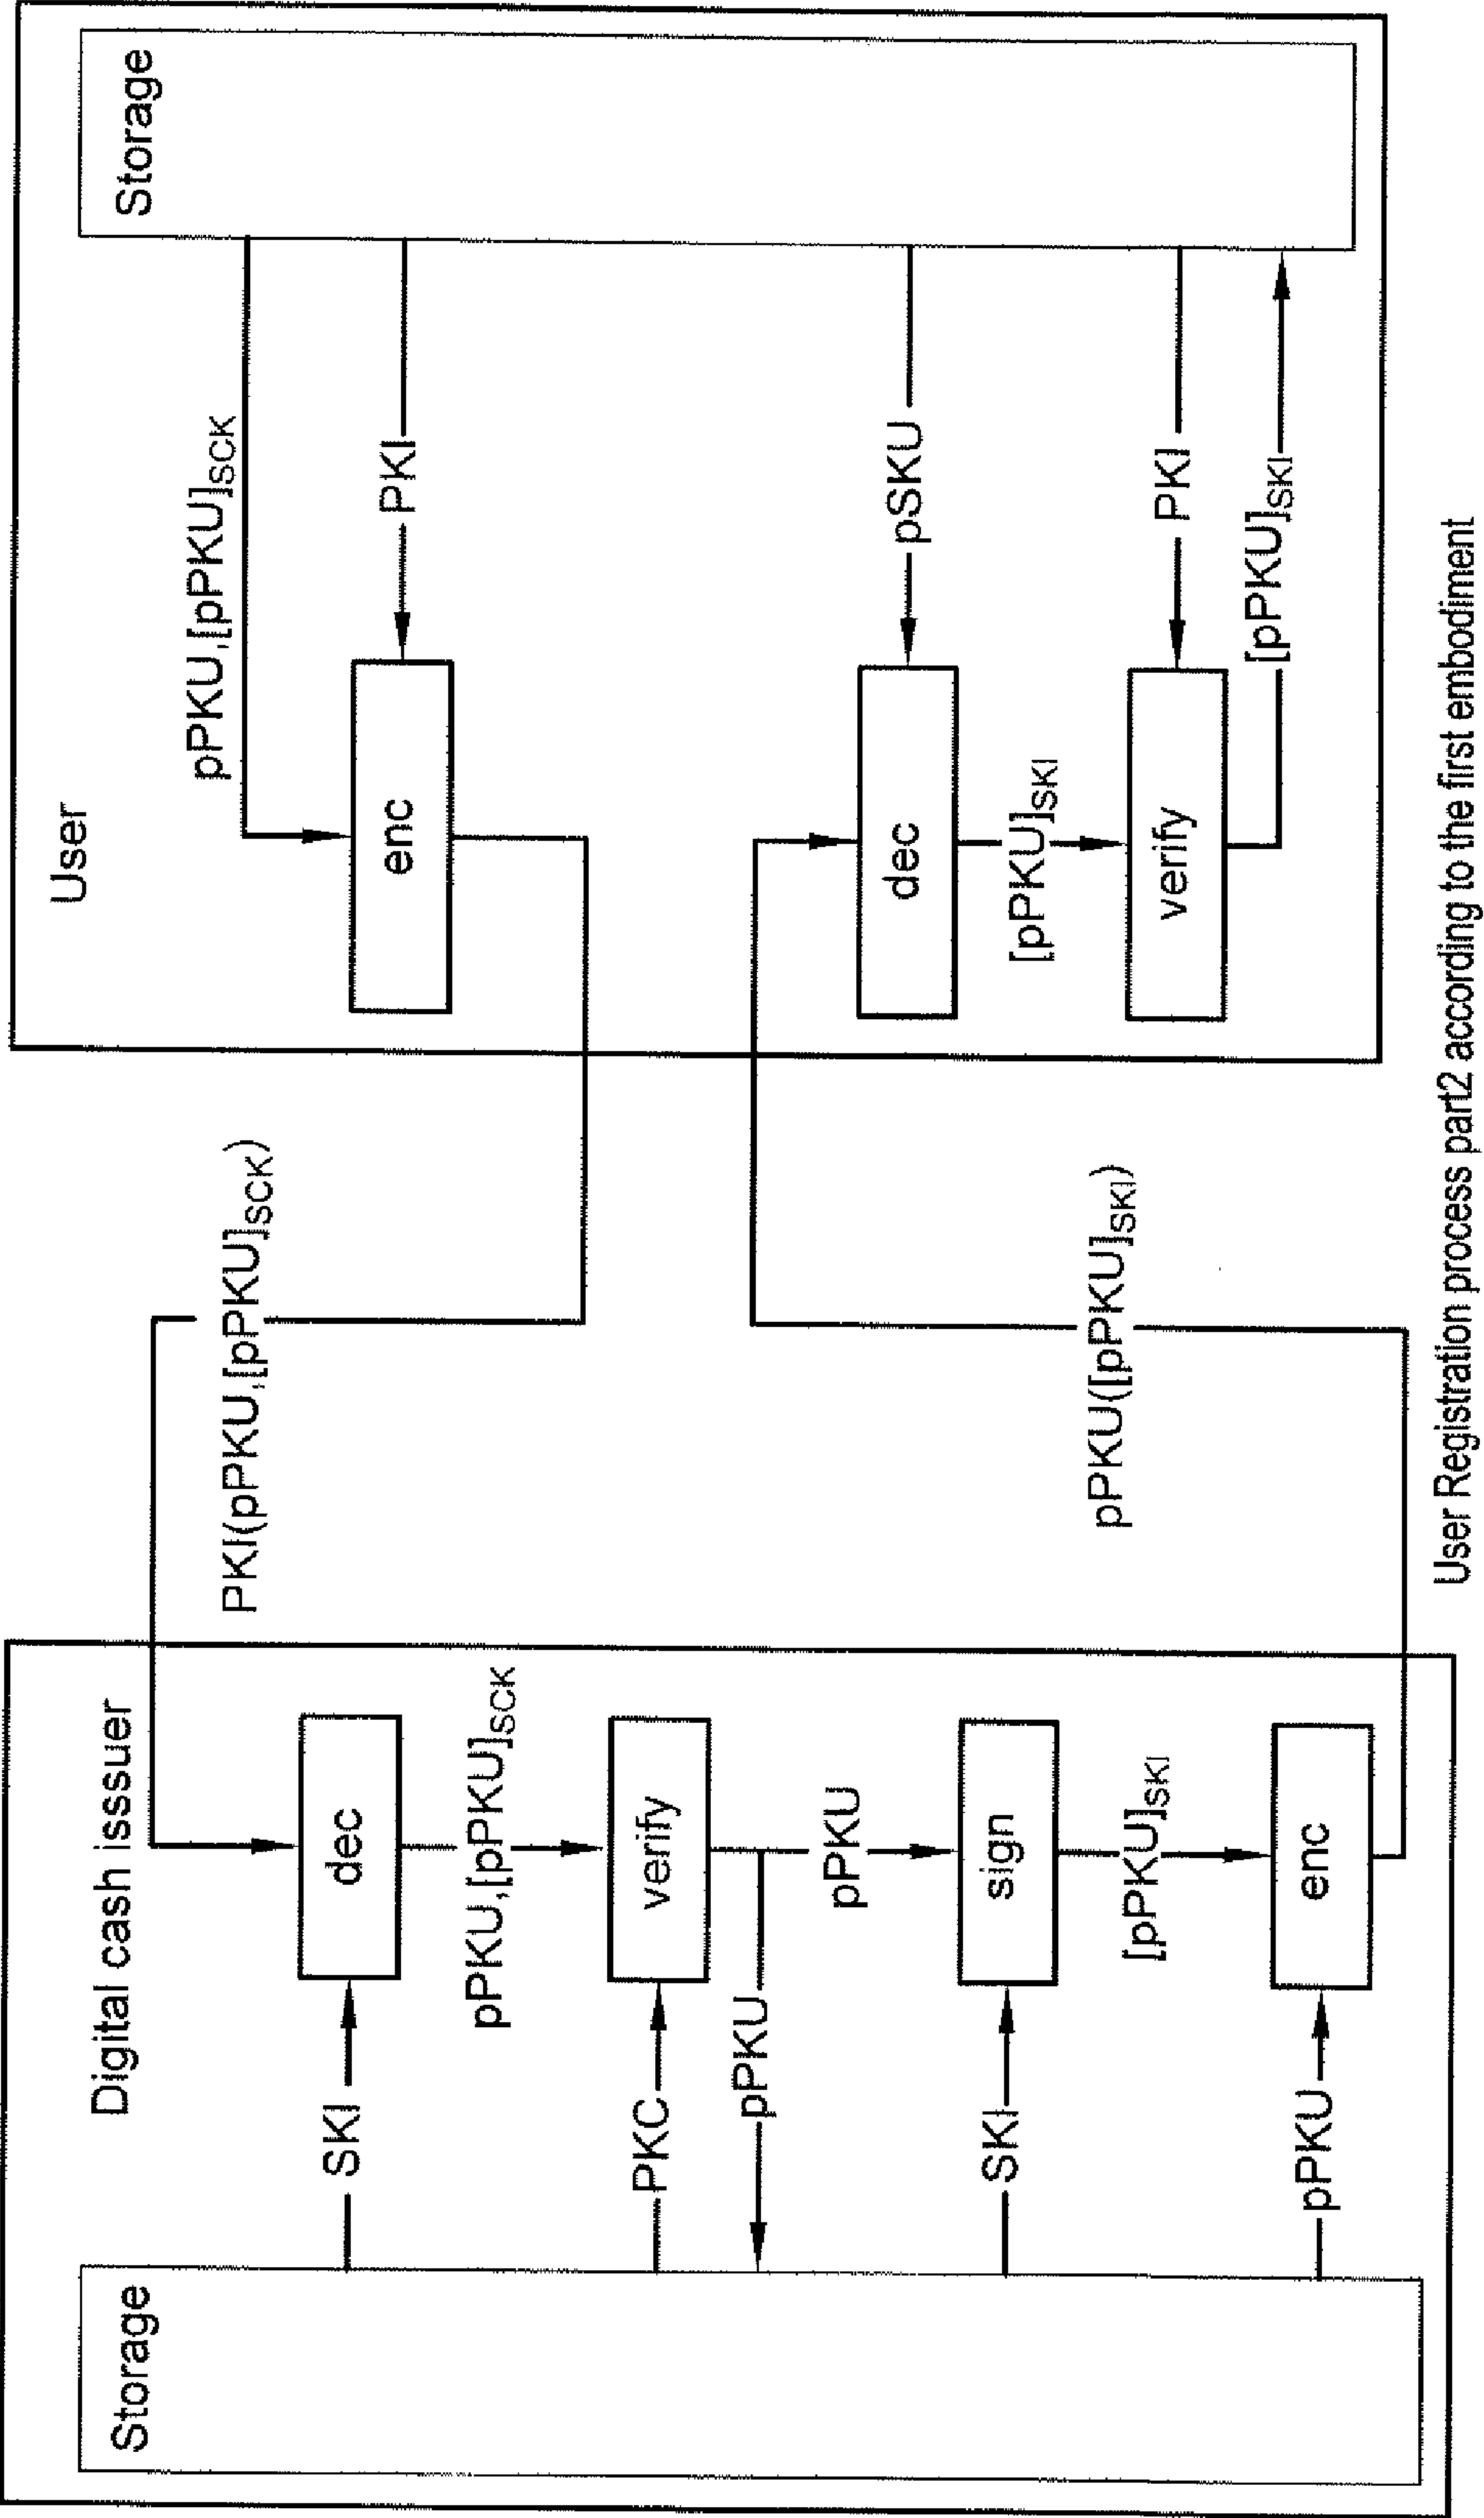 Digital cash isssuer
Storage
SKI
dec
pPKU,[pPKU]SCK
PKC
verify
pPKU
pPKU
SKI
sign
[pPKU]SKI
pPKU
enc
PKI(pPKU,[pPKU]SCK)
pPKU([pPKU]SKI)
User
Storage
pPKU,[pPKU]SCK
PKI
enc
pSKU
dec
[pPKU]SKI
PKI
verify
[pPKU]SKI
User Registration process part2 according to the first embodiment